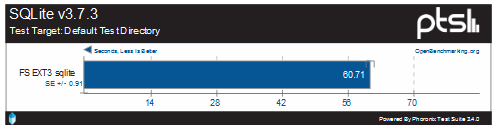 SQLite v3.7.3
Test Target: Default Test Directory
ptsl
Seconds, Less Is Better
OpenBenchmarking.org
FS EXT3 sqlite
SE +/- 0.91
60.71
14
28
42
56
70
Powered By Phoronix Test Suite 3.4.0